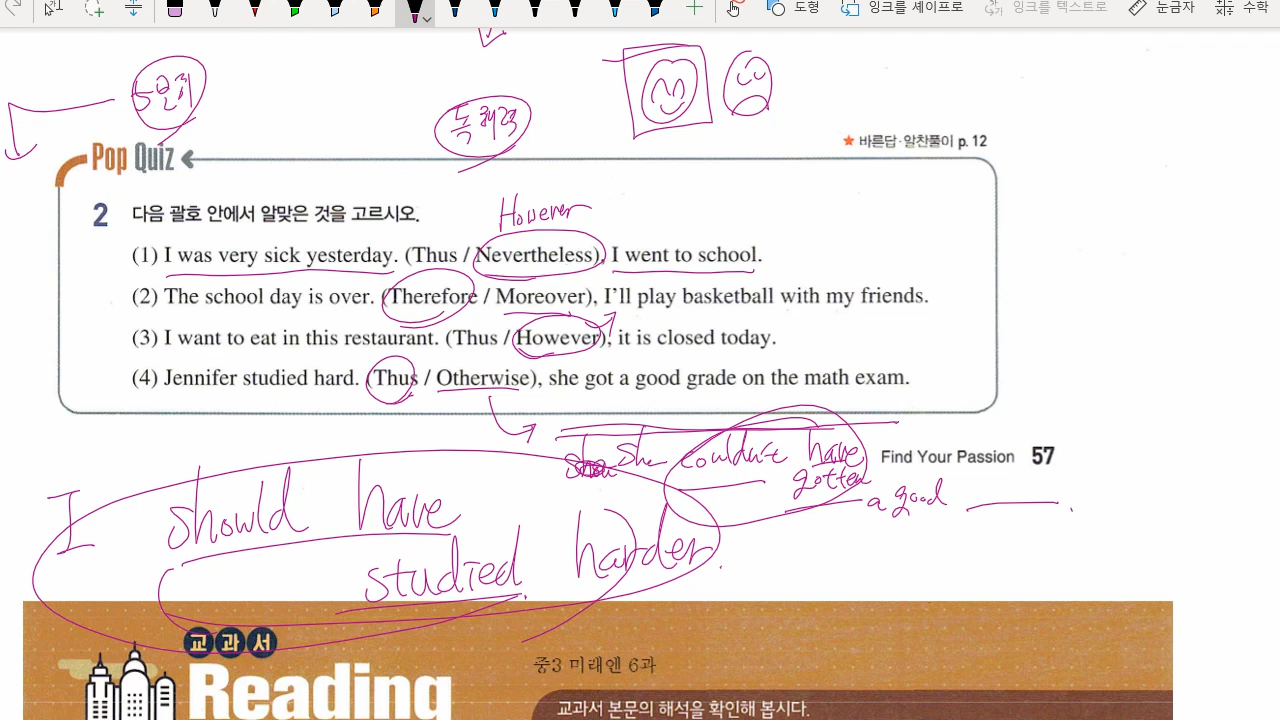 도형 잉크를 셰이프로 잉크를 텍스트로 눈금자 수학
5문제
독해력
Pop Quiz
★ 바른답·알찬풀이 p. 12
2 다음 괄호 안에서 알맞은 것을 고르시오.
However
(1) I was very sick yesterday. (Thus / Nevertheless), I went to school.
(2) The school day is over. (Therefore / Moreover), I'll play basketball with my friends.
(3) I want to eat in this restaurant. (Thus / However), it is closed today.
(4) Jennifer studied hard. (Thus / Otherwise), she got a good grade on the math exam.
she couldn't have
gotten
a good
Find Your Passion 57
I should have
studied harder.
교과서
Reading
중3 미래엔 6과
교과서 본문의 해석을 확인해 봅시다.